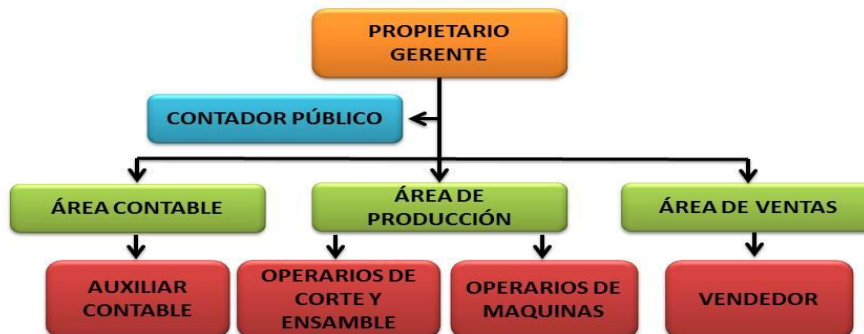 PROPIETARIO
GERENTE
CONTADOR PÚBLICO
ÁREA CONTABLE
ÁREA DE
PRODUCCIÓN
ÁREA DE VENTAS
AUXILIAR
CONTABLE
OPERARIOS DE
CORTE Y
ENSAMBLE
OPERARIOS DE
MAQUINAS
VENDEDOR